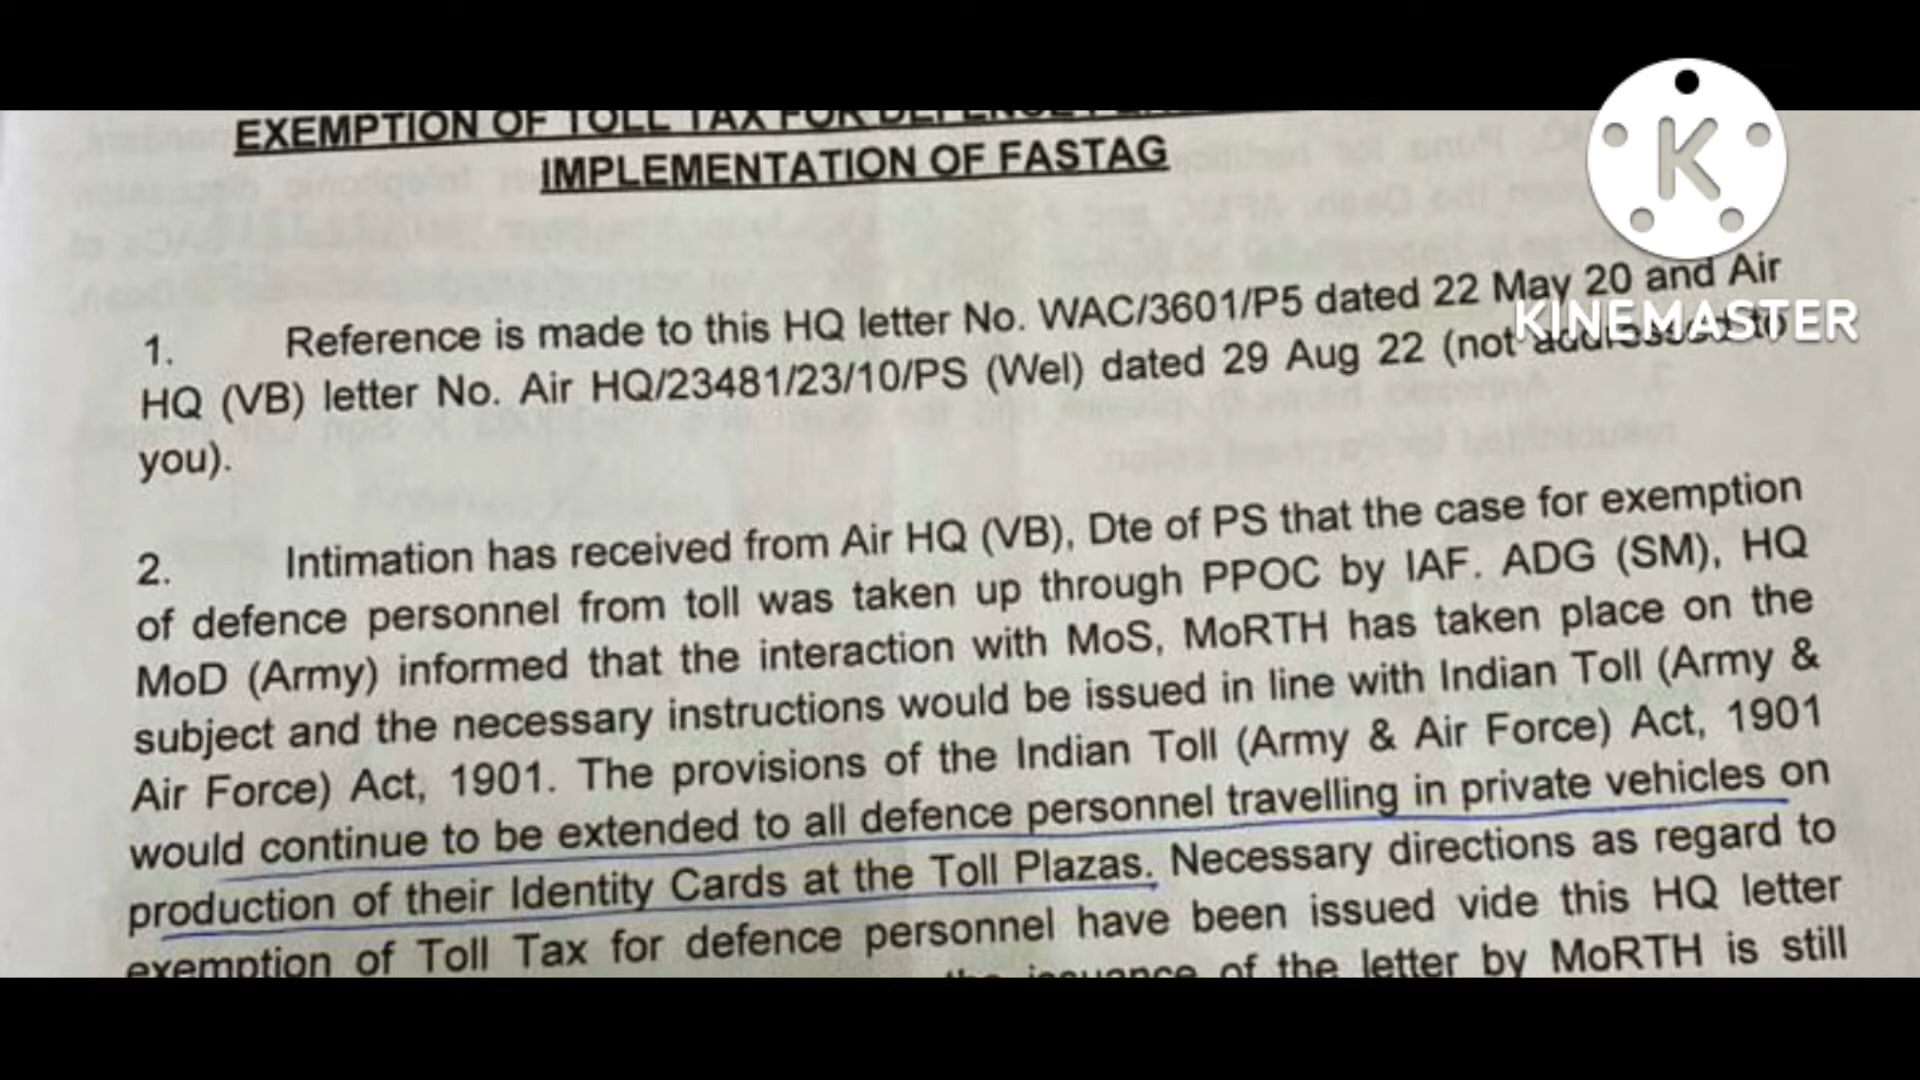 EXEMPTION OF TOLL TAX FOR DEFENCE
IMPLEMENTATION OF FASTAG
K
KINEMASTER
1. Reference is made to this HQ letter No. WAC/3601/P5 dated 22 May 20 and Air
HQ (VB) letter No. Air HQ/23481/23/10/PS (Wel) dated 29 Aug 22 (not addressed to
you).
2. Intimation has received from Air HQ (VB), Dte of PS that the case for exemption
of defence personnel from toll was taken up through PPOC by IAF. ADG (SM), HQ
MoD (Army) informed that the interaction with MoS, MoRTH has taken place on the
subject and the necessary instructions would be issued in line with Indian Toll (Army &
Air Force) Act, 1901. The provisions of the Indian Toll (Army & Air Force) Act, 1901
would continue to be extended to all defence personnel travelling in private vehicles on
production of their Identity Cards at the Toll Plazas. Necessary directions as regard to
exemption of Toll Tax for defence personnel have been issued vide this HQ letter
the issuance of the letter by MoRTH is still